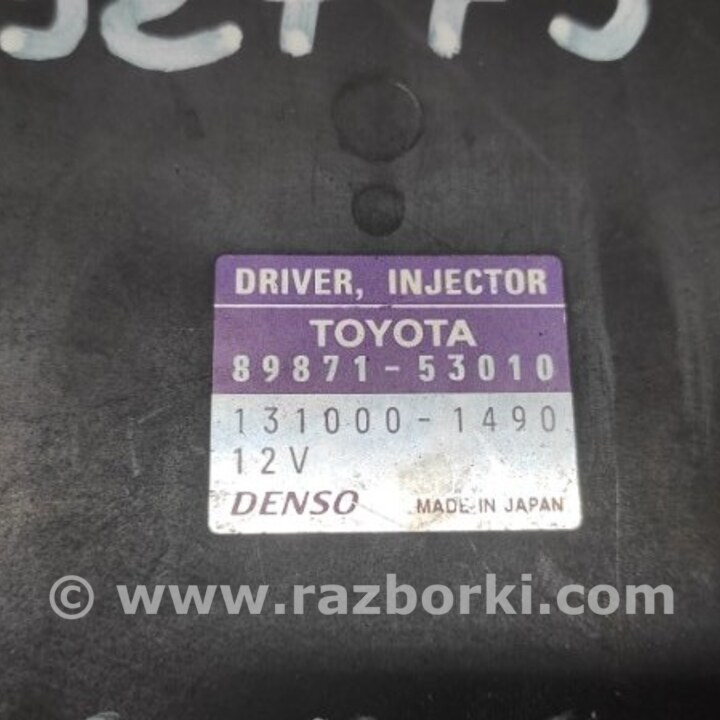 DRIVER, INJECTOR
TOYOTA
89871-53010
131000-1490
12V
DENSO MADE IN JAPAN
© www.razborki.com